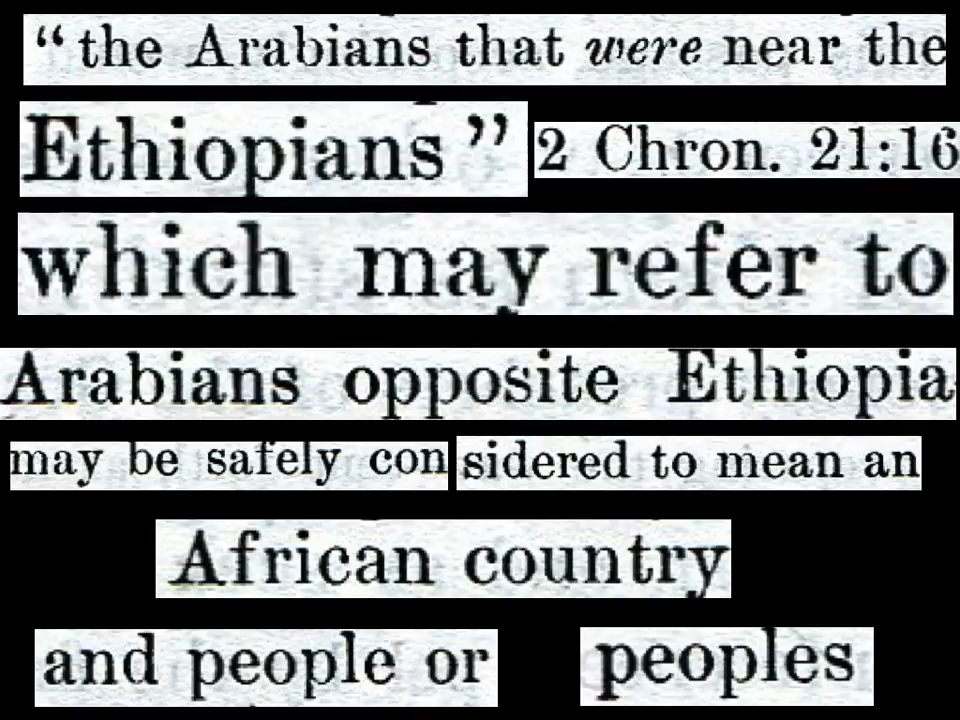 “the Arabians that were near the
Ethiopians” 2 Chron. 21:16
which may refer to
Arabians opposite Ethiopia
may be safely con sidered to mean an
African country
and people or peoples